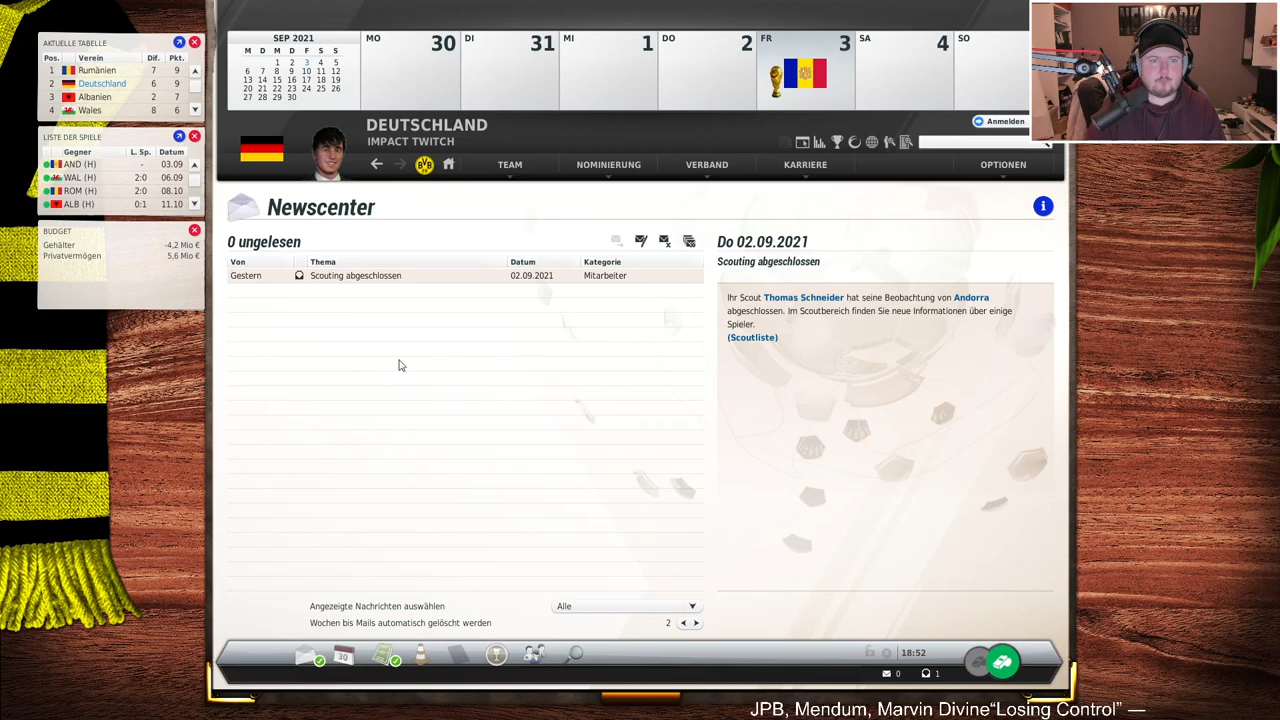 AKTUELLE TABELLE
Pos. Verein Dif. Pkt.
1 Rumänien 7 9
2 Deutschland 6 9
3 Albanien 2 7
4 Wales 8 6
LISTE DER SPIELE
Gegner L. Sp. Datum
AND (H) - 03.09
WAL (H) 2:0 06.09
ROM (H) 2:0 08.10
ALB (H) 0:1 11.10
BUDGET
Gehälter -4,2 Mio €
Privatvermögen 5,6 Mio €
SEP 2021
M D M D F S S
1 2 3 4 5
6 7 8 9 10 11 12
13 14 15 16 17 18 19
20 21 22 23 24 25 26
27 28 29 30
MO 30
DI 31
MI 1
DO 2
FR 3
SA 4
SO
DEUTSCHLAND
IMPACT TWITCH
Anmelden
BVB
TEAM NOMINIERUNG VERBAND KARRIERE OPTIONEN
Newscenter
0 ungelesen
Von Thema Datum Kategorie
Gestern Scouting abgeschlossen 02.09.2021 Mitarbeiter
Do 02.09.2021
Scouting abgeschlossen
Ihr Scout Thomas Schneider hat seine Beobachtung von Andorra
abgeschlossen. Im Scoutbereich finden Sie neue Informationen über einige
Spieler.
(Scoutliste)
Angezeigte Nachrichten auswählen Alle
Wochen bis Mails automatisch gelöscht werden 2
30
18:52
0 1
JPB, Mendum, Marvin Divine“Losing Control” —